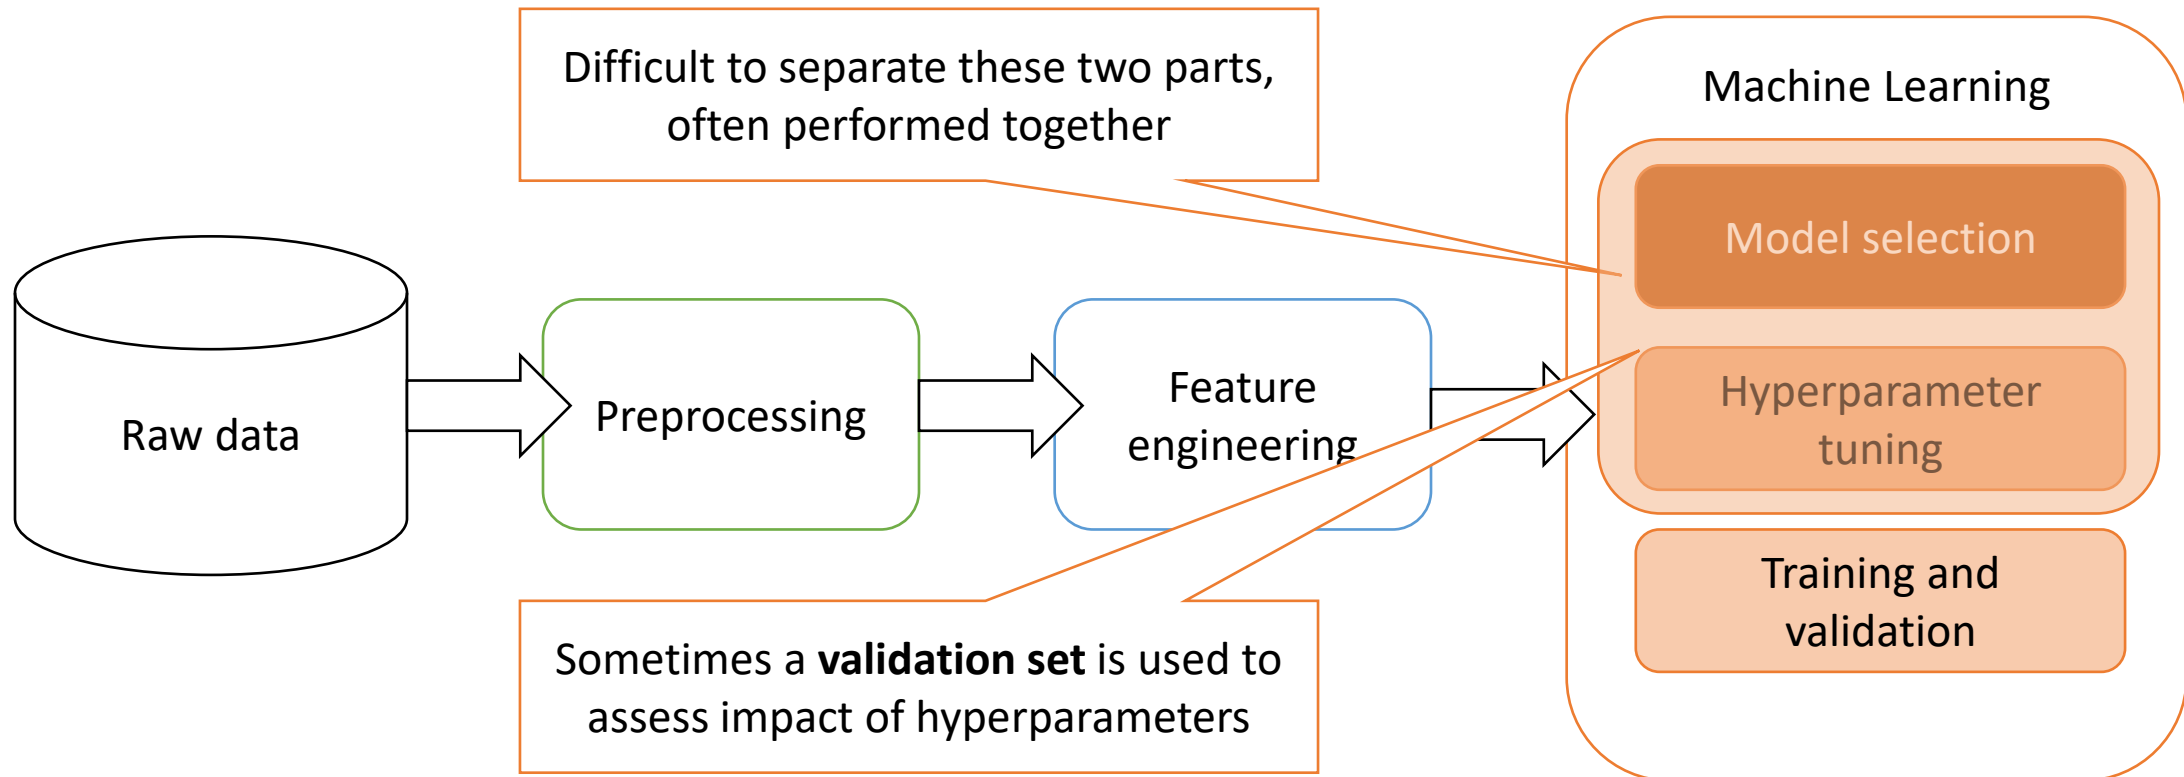 Difficult to separate these two parts,
often performed together
Machine Learning
Model selection
Hyperparameter
tuning
Training and
validation
Raw data
Preprocessing
Feature
engineering
Sometimes a validation set is used to
assess impact of hyperparameters